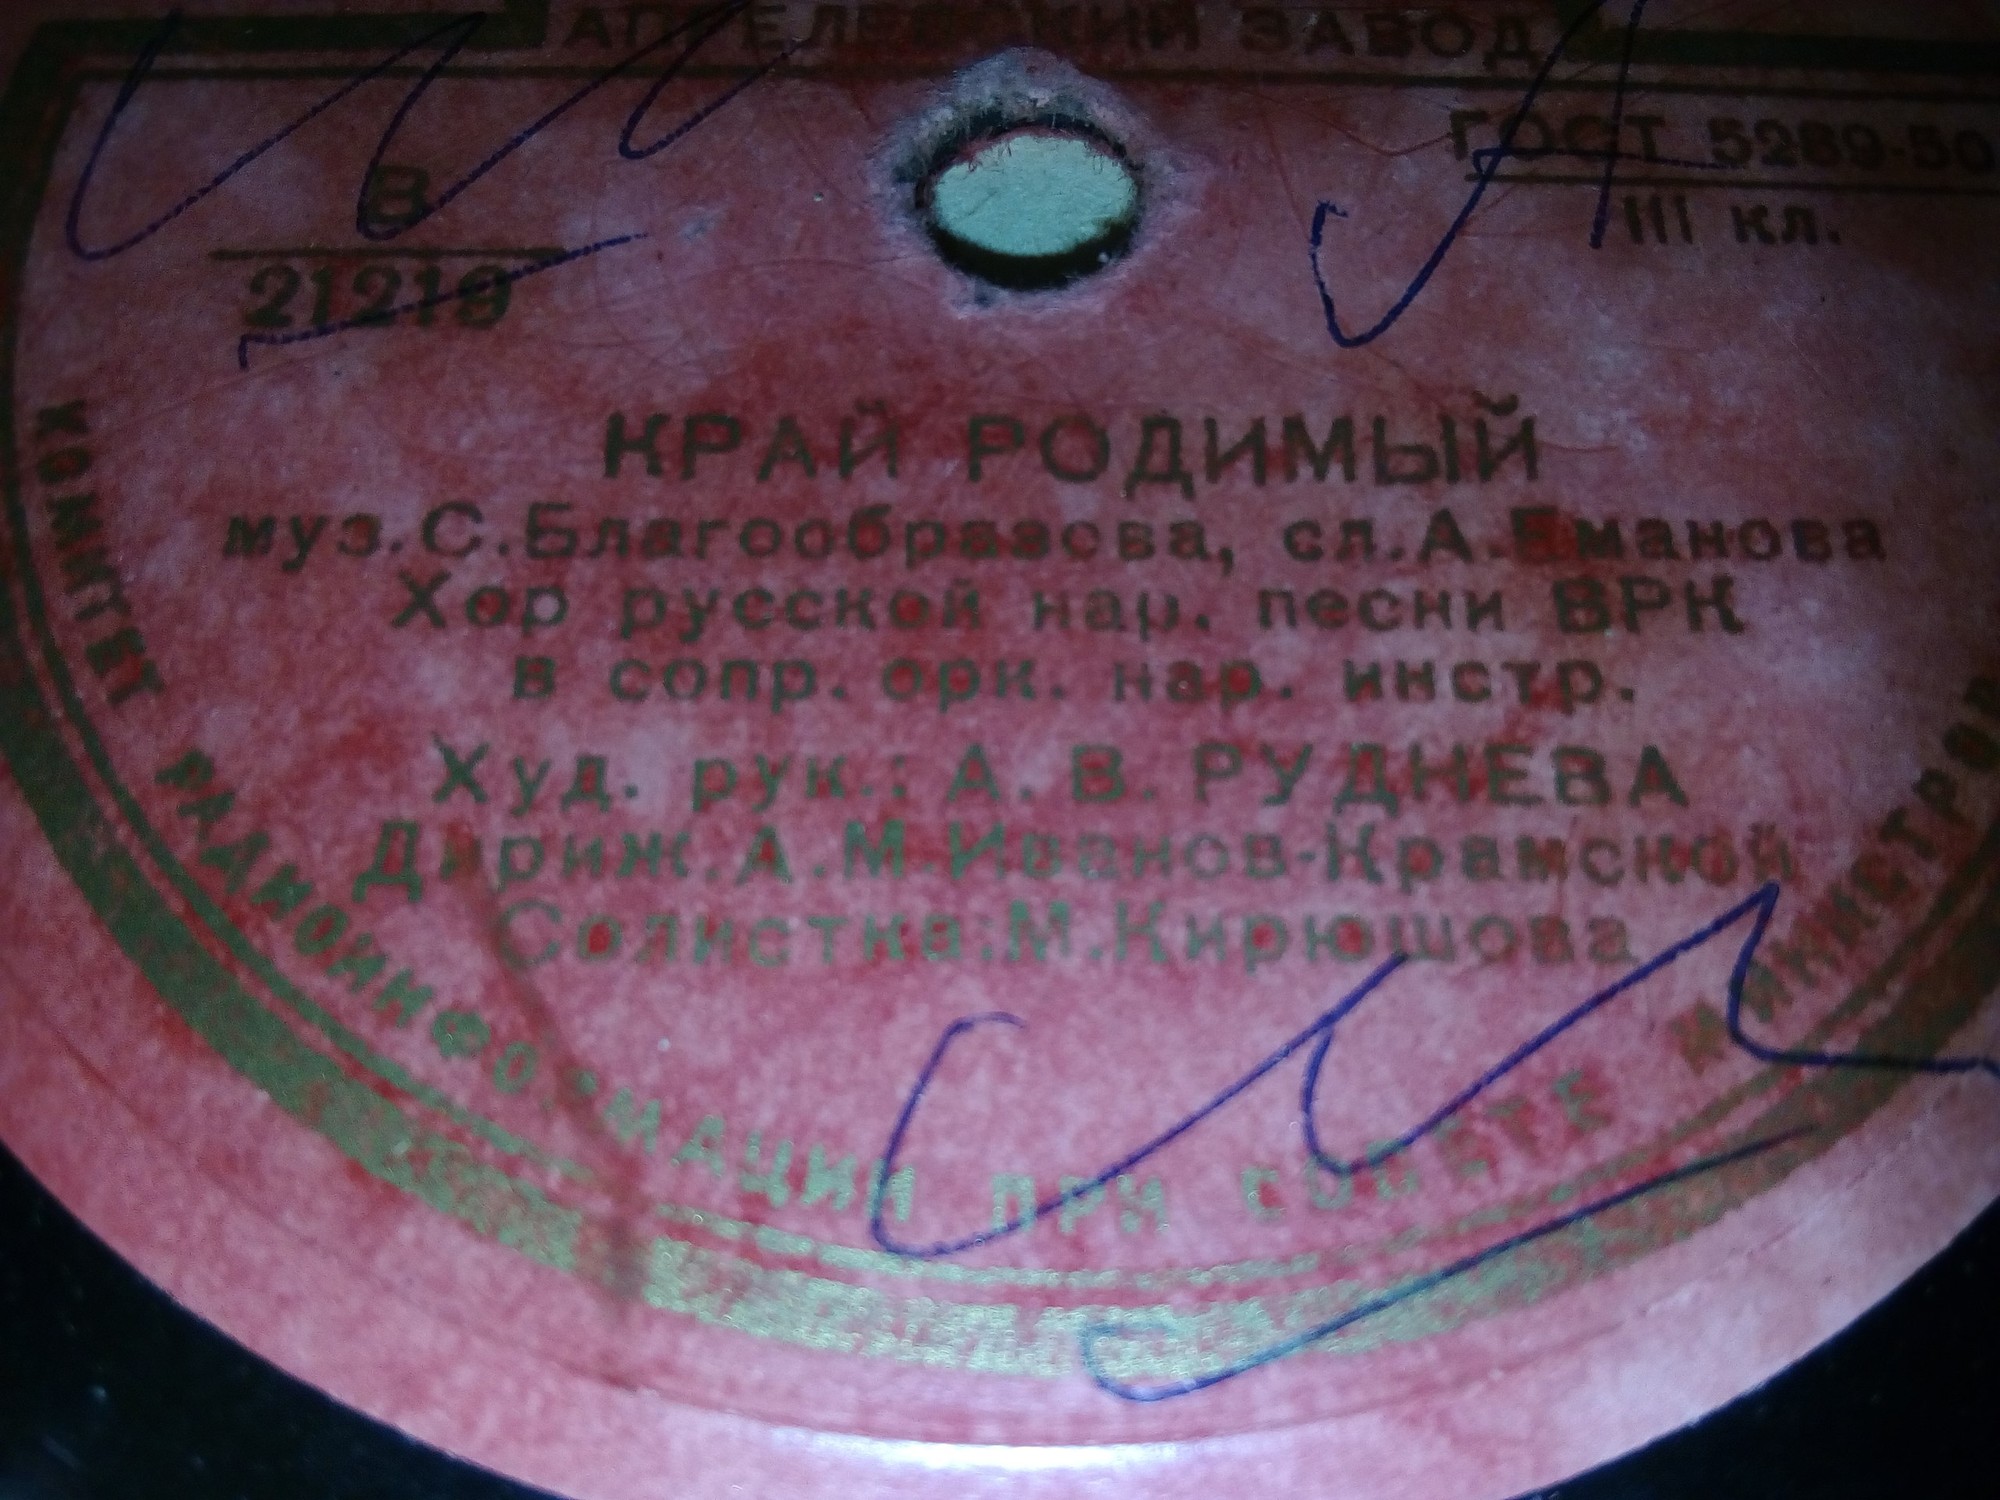 АПРЕЛЕВСКИЙ ЗАВОД
ГОСТ 5289-50
III кл.
В
21219
КРАЙ РОДИМЫЙ
муз.С.Благообразова, сл.А.Еманова
Хор русской нар. песни ВРК
в сопр. орк. нар. инстр.
Худ. рук.: А. В. РУДНЕВА
Дириж.А.М.Иванов-Крамской
Солистка:М.Кирюшова
КОМИТЕТ РАДИОИНФОРМАЦИИ ПРИ СОВЕТЕ МИНИСТРОВ